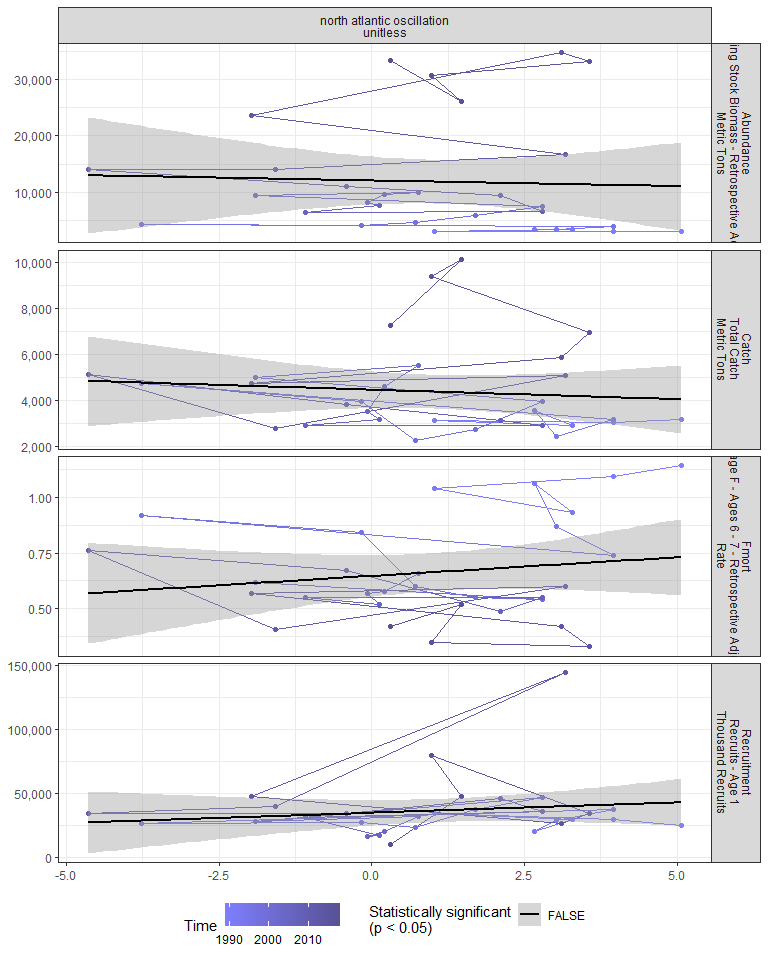 north atlantic oscillation
unitless
30,000
20,000
10,000
Abundance
ing Stock Biomass - Retrospective
Metric Tons
10,000
8,000
6,000
4,000
2,000
Catch
Total Catch
Metric Tons
1.00
0.75
0.50
Fmort
F - Ages 6 - 7 - Retrospective Adj
Rate
150,000
100,000
50,000
0
Recruitment
Recruits - Age 1
Thousand Recruits
-5.0
-2.5
0.0
2.5
5.0
Time
1990 2000 2010
Statistically significant
(p < 0.05)
FALSE